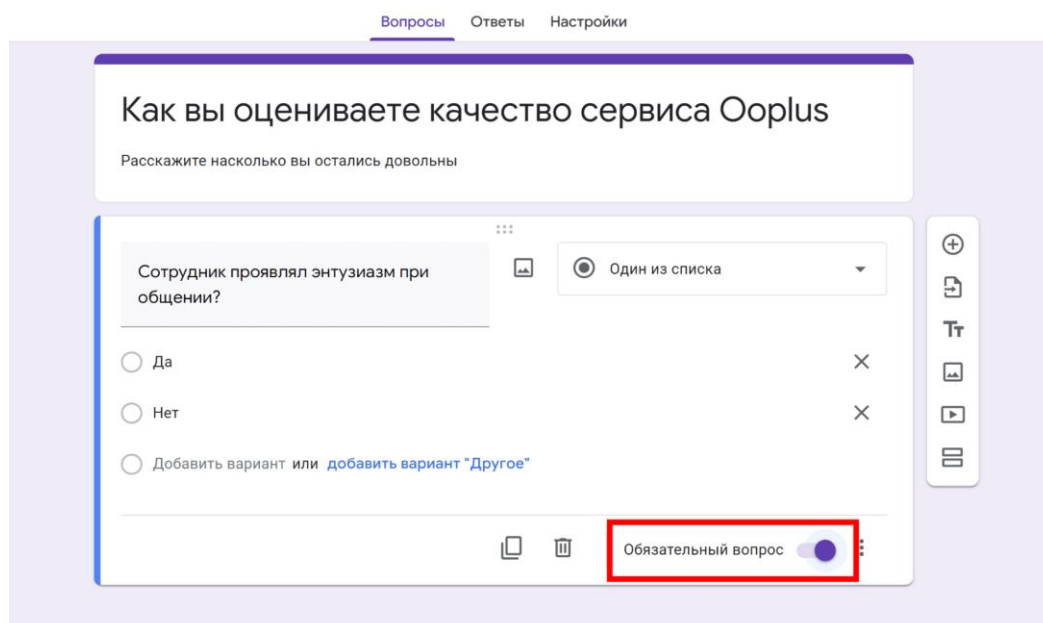 Вопросы Ответы Настройки
Как вы оцениваете качество сервиса Ooplus
Расскажите насколько вы остались довольны
Сотрудник проявлял энтузиазм при
общении?
Один из списка
Tт
Да
Нет
Добавить вариант или добавить вариант "Другое"
Обязательный вопрос